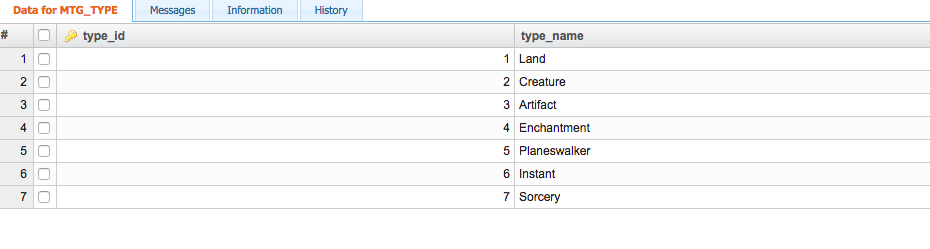 Data for MTG_TYPE Messages Information History
# type_id type_name
1 1 Land
2 2 Creature
3 3 Artifact
4 4 Enchantment
5 5 Planeswalker
6 6 Instant
7 7 Sorcery